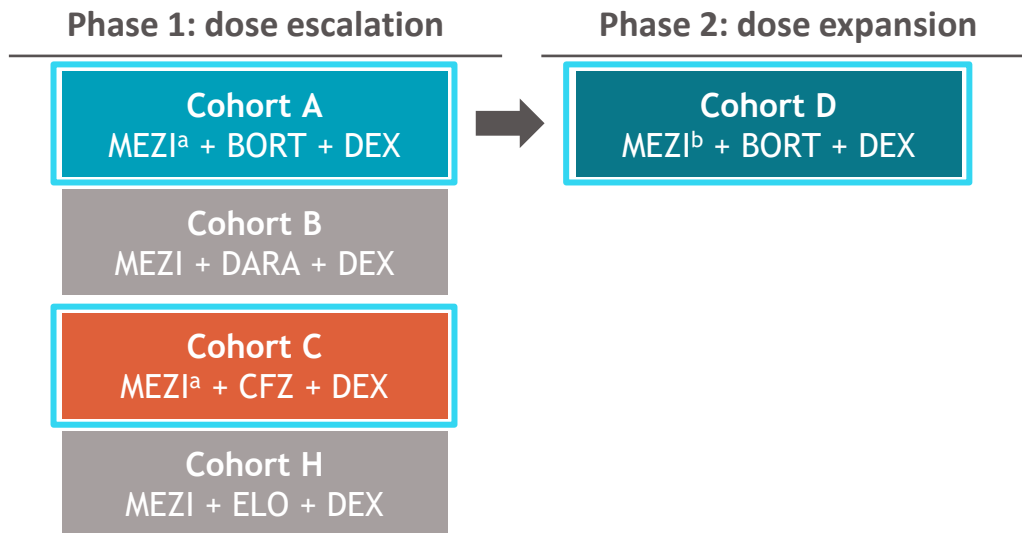 Phase 1: dose escalation
Phase 2: dose expansion
Cohort A
MEZIᵃ + BORT + DEX
Cohort D
MEZIᵇ + BORT + DEX
Cohort B
MEZI + DARA + DEX
Cohort C
MEZIᵃ + CFZ + DEX
Cohort H
MEZI + ELO + DEX